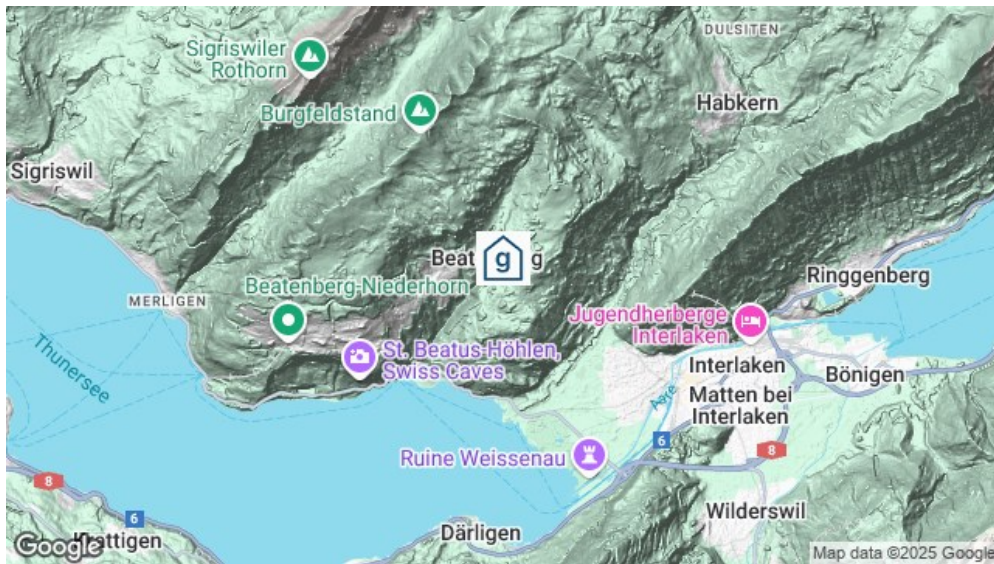 DULSITEN
Sigriswiler
Rothorn
Habkern
Burgfeldstand
Sigriswil
Beat g g
Ringgenberg
Beatenberg-Niederhorn
MERLIGEN
Jugendherberge
Interlaken
St. Beatus-Höhlen,
Swiss Caves
Thunersee
Interlaken
Bönigen
Aare
Matten bei
Interlaken
6
8
Ruine Weissenau
8
6
Wilderswil
Därligen
Krattigen
Google
Map data ©2025 Google